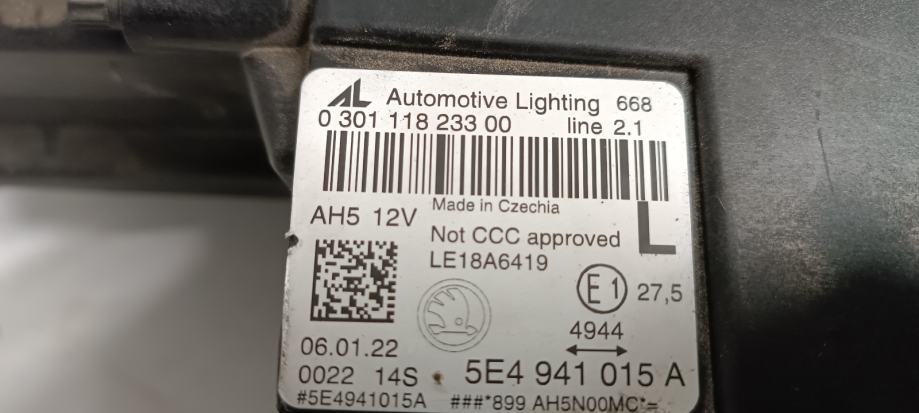 AL Automotive Lighting 668
0 301 118 233 00 line 2.1
Made in Czechia
AH5 12V
L
Not CCC approved
LE18A6419
E1 27,5
4944
06.01.22
0022 14S 5E4 941 015 A
#5E4941015A ###*899 AH5N00MC*=